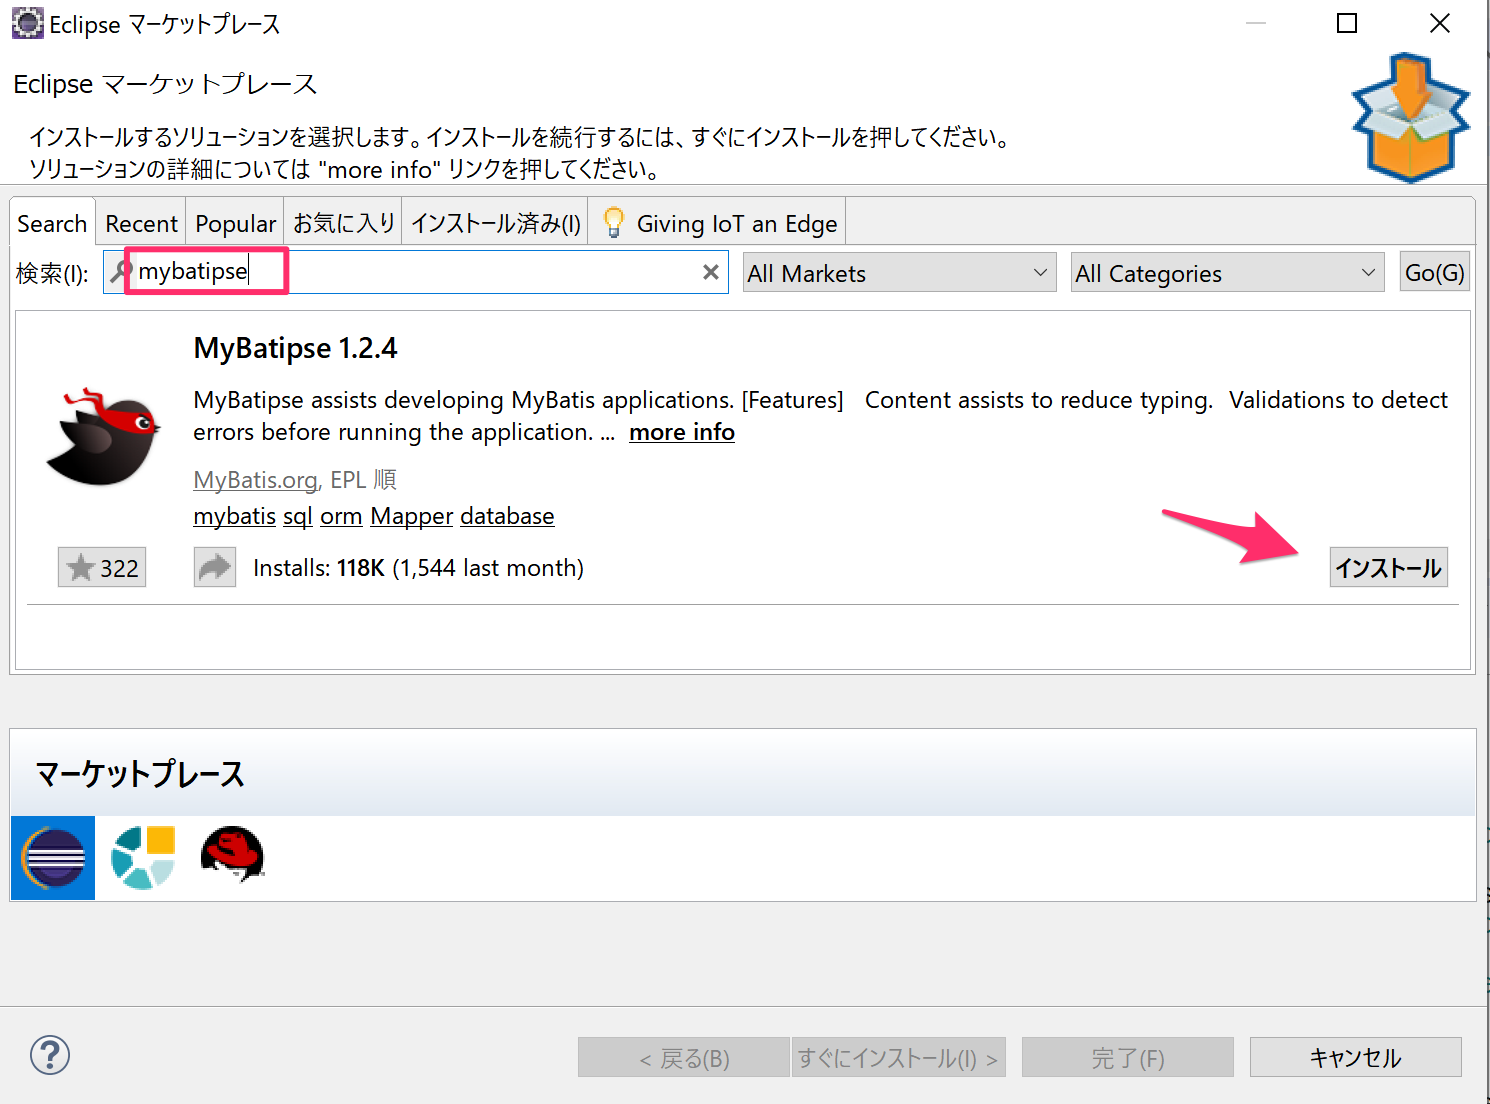 Eclipse マーケットプレース
Eclipse マーケットプレース
インストールするソリューションを選択します。インストールを続行するには、すぐにインストールを押してください。
ソリューションの詳細については "more info" リンクを押してください。
Search Recent Popular お気に入り インストール済み(I) Giving IoT an Edge
検索(I): mybatipse All Markets All Categories Go(G)
MyBatipse 1.2.4
MyBatipse assists developing MyBatis applications. [Features] Content assists to reduce typing. Validations to detect
errors before running the application. ... more info
MyBatis.org, EPL 順
mybatis sql orm Mapper database
322 Installs: 118K (1,544 last month) インストール
マーケットプレース
? < 戻る(B) すぐにインストール(I) > 完了(F) キャンセル